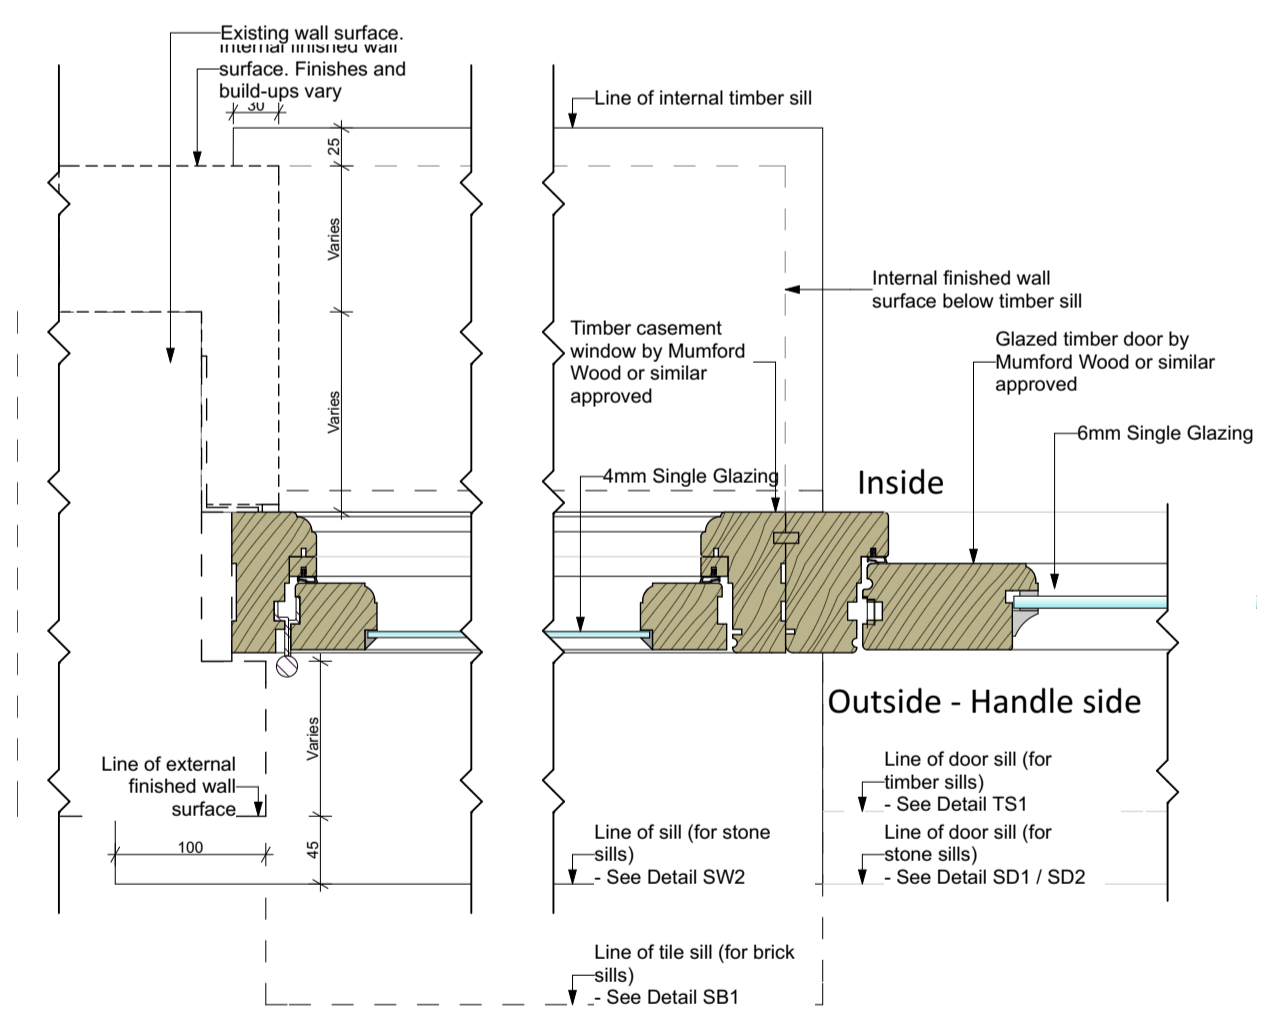 Existing wall surface.
Internal finished wall
surface. Finishes and
build-ups vary
30
Line of internal timber sill
25
Varies
Internal finished wall
surface below timber sill
Timber casement
window by Mumford
Wood or similar
approved
Glazed timber door by
Mumford Wood or similar
approved
Varies
6mm Single Glazing
4mm Single Glazing
Inside
Outside - Handle side
Varies
Line of external
finished wall
surface
Line of door sill (for
timber sills)
- See Detail TS1
100
45
Line of sill (for stone
sills)
- See Detail SW2
Line of door sill (for
stone sills)
- See Detail SD1 / SD2
Line of tile sill (for brick
sills)
- See Detail SB1